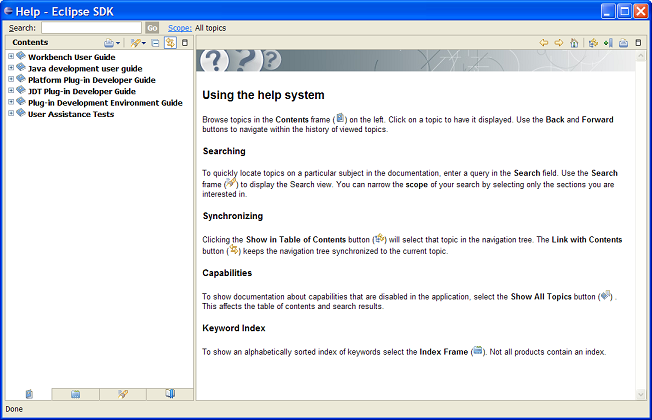 Help - Eclipse SDK
Search: Go Scope: All topics
Contents
Workbench User Guide
Java development user guide
Platform Plug-in Developer Guide
JDT Plug-in Developer Guide
Plug-in Development Environment Guide
User Assistance Tests
Using the help system
Browse topics in the Contents frame ( ) on the left. Click on a topic to have it displayed. Use the Back and Forward
buttons to navigate within the history of viewed topics.
Searching
To quickly locate topics on a particular subject in the documentation, enter a query in the Search field. Use the Search
frame ( ) to display the Search view. You can narrow the scope of your search by selecting only the sections you are
interested in.
Synchronizing
Clicking the Show in Table of Contents button ( ) will select that topic in the navigation tree. The Link with Contents
button ( ) keeps the navigation tree synchronized to the current topic.
Capabilities
To show documentation about capabilities that are disabled in the application, select the Show All Topics button ( ) .
This affects the table of contents and search results.
Keyword Index
To show an alphabetically sorted index of keywords select the Index Frame ( ). Not all products contain an index.
Done